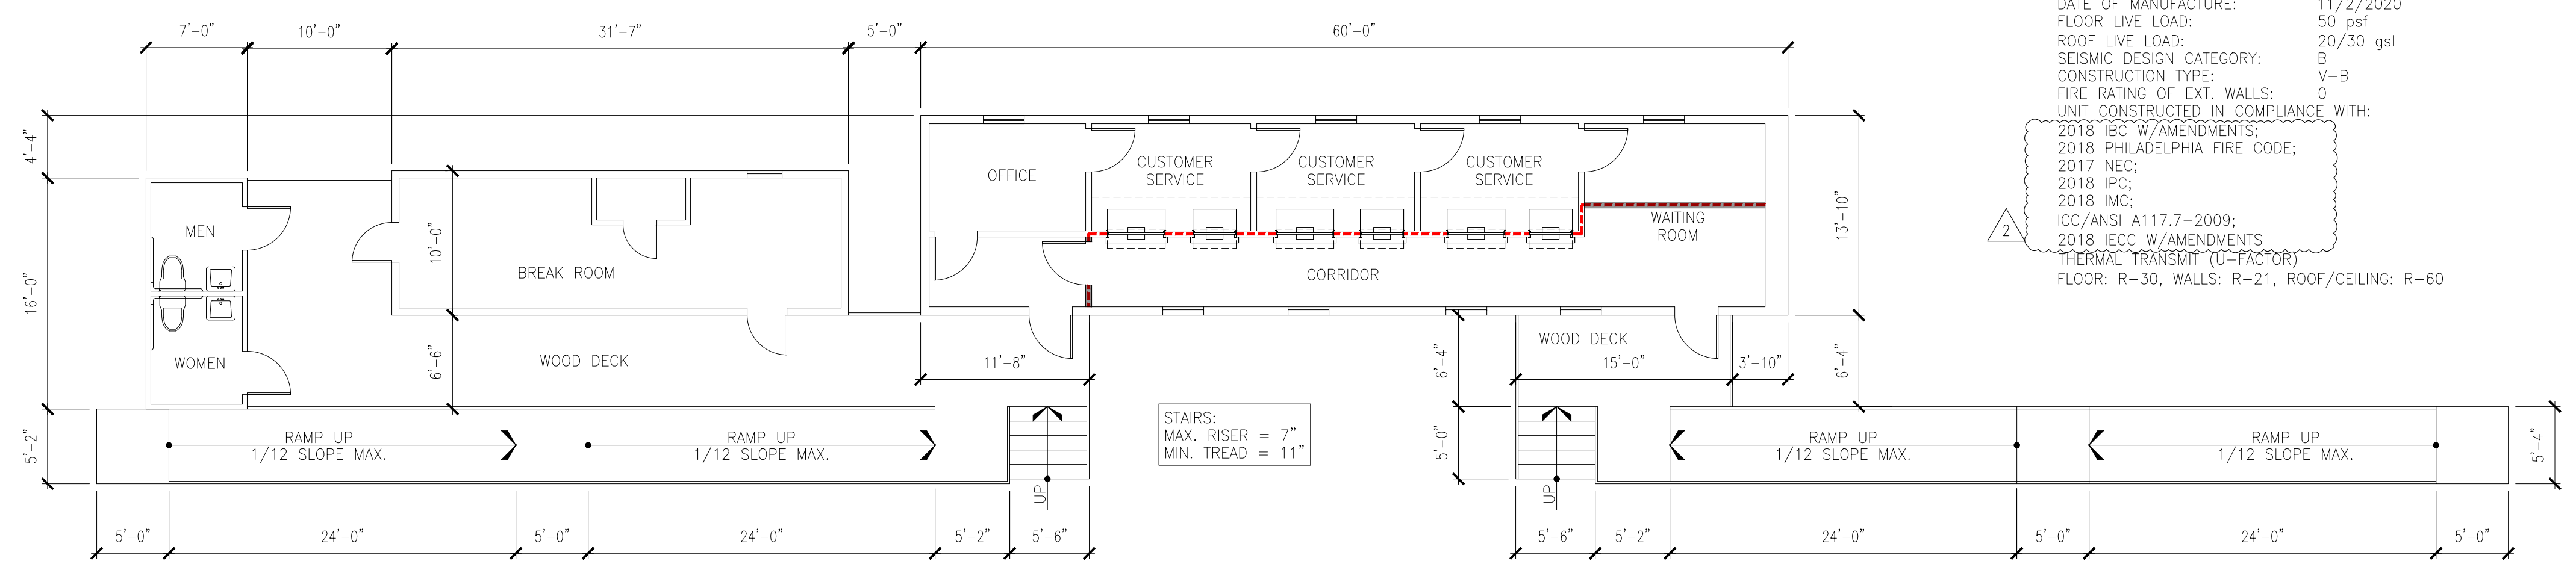 7'-0"
10'-0"
31'-7"
5'-0"
60'-0"
DATE OF MANUFACTURE: 11/2/2020
FLOOR LIVE LOAD: 50 psf
ROOF LIVE LOAD: 20/30 gsl
SEISMIC DESIGN CATEGORY: B
CONSTRUCTION TYPE: V-B
FIRE RATING OF EXT. WALLS: 0
UNIT CONSTRUCTED IN COMPLIANCE WITH:
2018 IBC W/AMENDMENTS;
2018 PHILADELPHIA FIRE CODE;
2017 NEC;
2018 IPC;
2018 IMC;
ICC/ANSI A117.7-2009;
2018 IECC W/AMENDMENTS
2
THERMAL TRANSMIT (U-FACTOR)
FLOOR: R-30, WALLS: R-21, ROOF/CEILING: R-60
4'-4"
16'-0"
5'-2"
MEN
WOMEN
10'-0"
BREAK ROOM
6'-6"
WOOD DECK
OFFICE
CUSTOMER
SERVICE
CUSTOMER
SERVICE
CUSTOMER
SERVICE
WAITING
ROOM
CORRIDOR
13'-10"
11'-8"
WOOD DECK
6'-4"
15'-0"
3'-10"
6'-4"
RAMP UP
1/12 SLOPE MAX.
RAMP UP
1/12 SLOPE MAX.
STAIRS:
MAX. RISER = 7"
MIN. TREAD = 11"
5'-0"
RAMP UP
1/12 SLOPE MAX.
RAMP UP
1/12 SLOPE MAX.
5'-4"
UP
UP
5'-0"
24'-0"
5'-0"
24'-0"
5'-2"
5'-6"
5'-6"
5'-2"
24'-0"
5'-0"
24'-0"
5'-0"